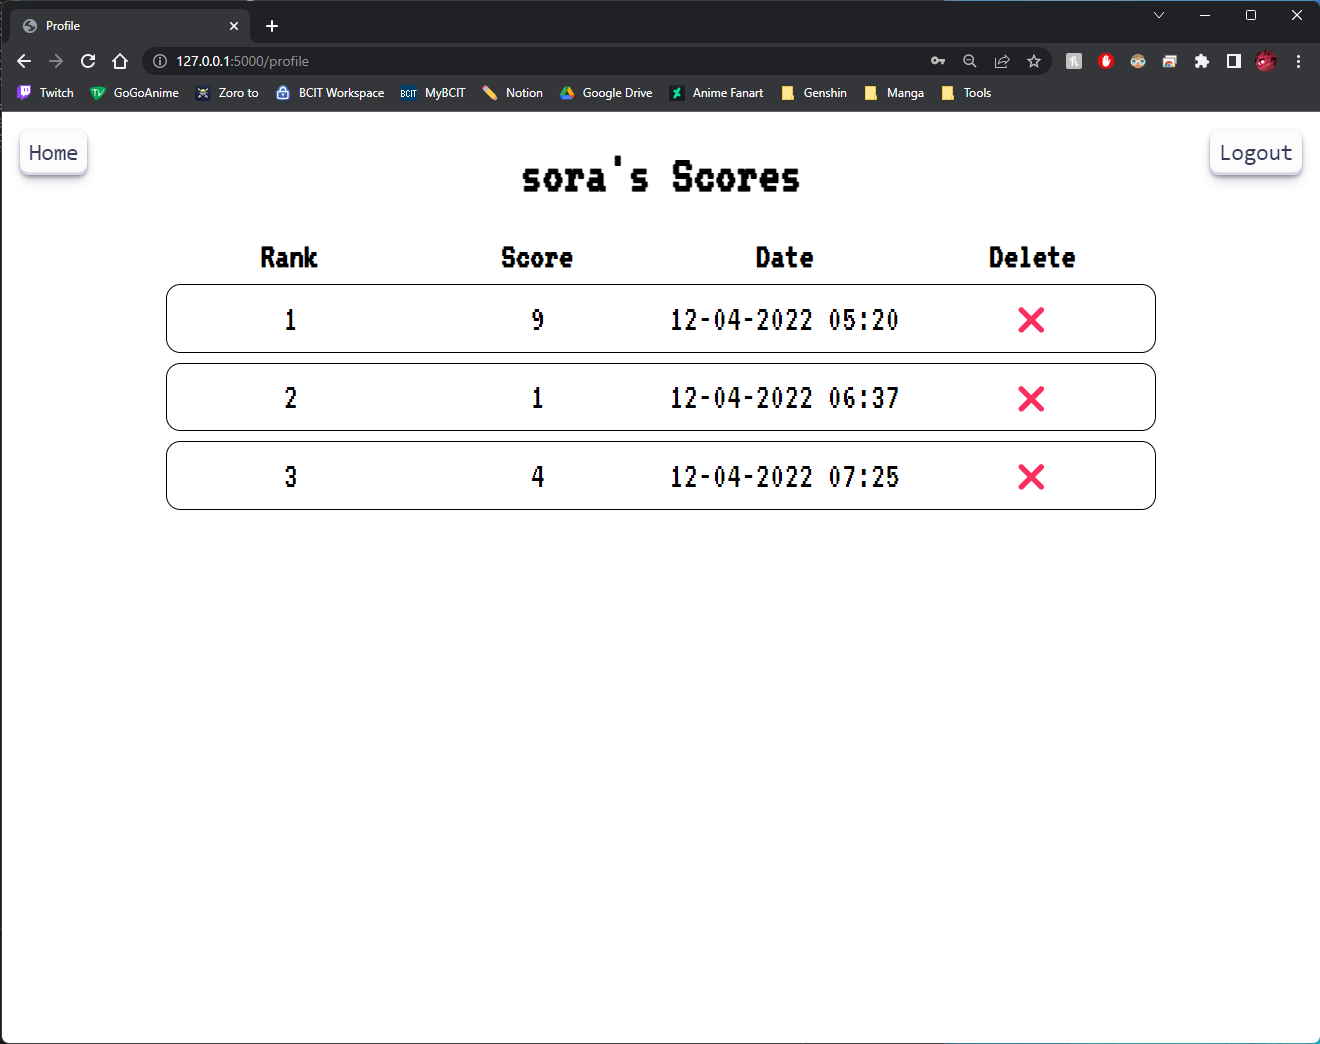 Profile
127.0.0.1:5000/profile
Twitch GoGoAnime Zoro to BCIT Workspace BCIT MyBCIT Notion Google Drive Anime Fanart Genshin Manga Tools
Home
Logout
sora's Scores
Rank Score Date Delete
1 9 12-04-2022 05:20
2 1 12-04-2022 06:37
3 4 12-04-2022 07:25